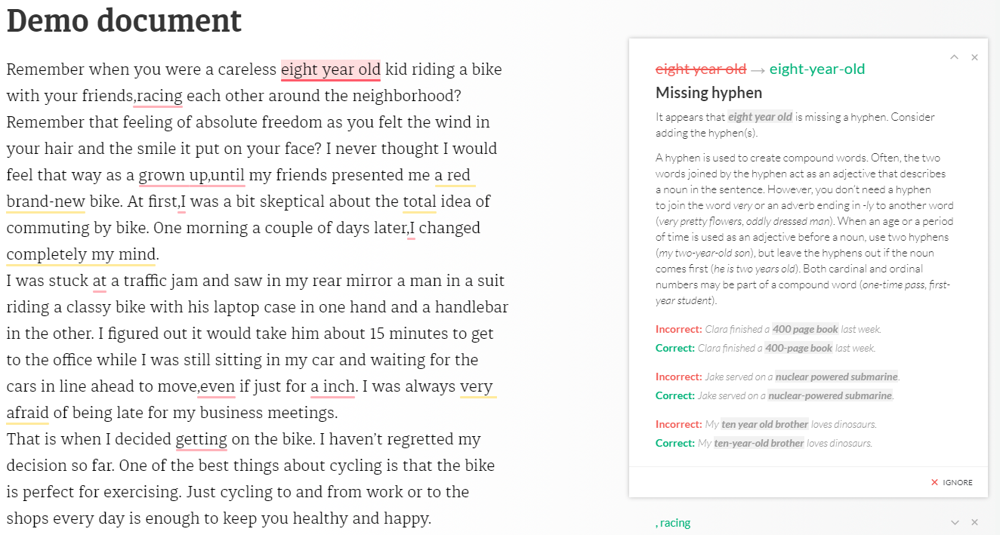 Demo document
Remember when you were a careless eight year old kid riding a bike
with your friends,racing each other around the neighborhood?
Remember that feeling of absolute freedom as you felt the wind in
your hair and the smile it put on your face? I never thought I would
feel that way as a grown up,until my friends presented me a red
brand-new bike. At first,I was a bit skeptical about the total idea of
commuting by bike. One morning a couple of days later,I changed
completely my mind.
I was stuck at a traffic jam and saw in my rear mirror a man in a suit
riding a classy bike with his laptop case in one hand and a handlebar
in the other. I figured out it would take him about 15 minutes to get
to the office while I was still sitting in my car and waiting for the
cars in line ahead to move,even if just for a inch. I was always very
afraid of being late for my business meetings.
That is when I decided getting on the bike. I haven't regretted my
decision so far. One of the best things about cycling is that the bike
is perfect for exercising. Just cycling to and from work or to the
shops every day is enough to keep you healthy and happy.
eight year old → eight-year-old
Missing hyphen
It appears that eight year old is missing a hyphen. Consider
adding the hyphen(s).
A hyphen is used to create compound words. Often, the two
words joined by the hyphen act as an adjective that describes
a noun in the sentence. However, you don't need a hyphen
to join the word very or an adverb ending in -ly to another word
(very pretty flowers, oddly dressed man). When an age or a period
of time is used as an adjective before a noun, use two hyphens
(my two-year-old son), but leave the hyphens out if the noun
comes first (he is two years old). Both cardinal and ordinal
numbers may be part of a compound word (one-time pass, first-
year student).
Incorrect: Clara finished a 400 page book last week.
Correct: Clara finished a 400-page book last week.
Incorrect: Jake served on a nuclear powered submarine.
Correct: Jake served on a nuclear-powered submarine.
Incorrect: My ten year old brother loves dinosaurs.
Correct: My ten-year-old brother loves dinosaurs.
IGNORE
, racing